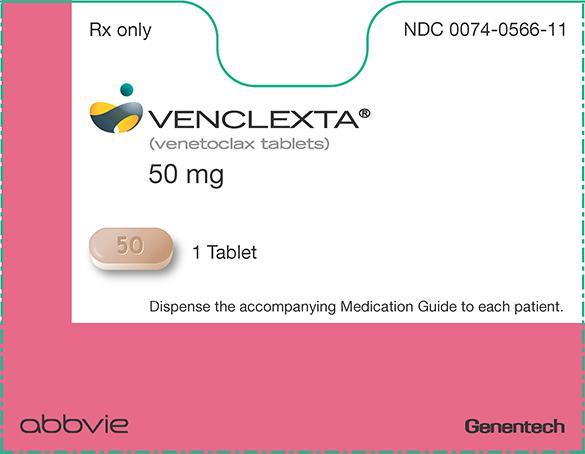 Rx only
NDC 0074-0566-11
VENCLEXTA®
(venetoclax tablets)
50 mg
50
1 Tablet
Dispense the accompanying Medication Guide to each patient.
abbvie
Genentech